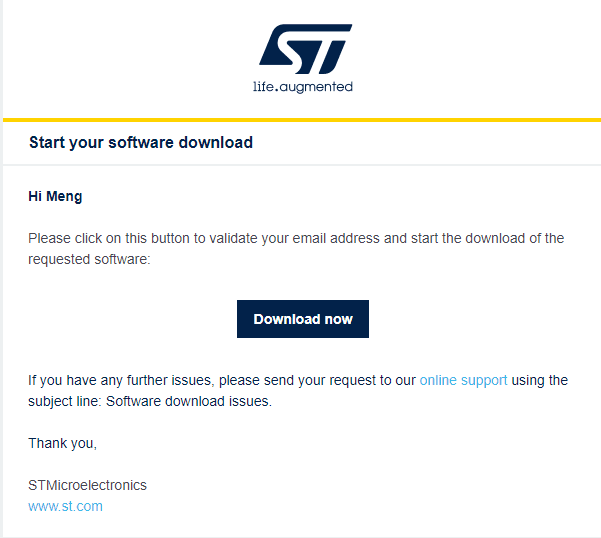 ST
life.augmented
Start your software download
Hi Meng
Please click on this button to validate your email address and start the download of the
requested software:
Download now
If you have any further issues, please send your request to our online support using the
subject line: Software download issues.
Thank you,
STMicroelectronics
www.st.com